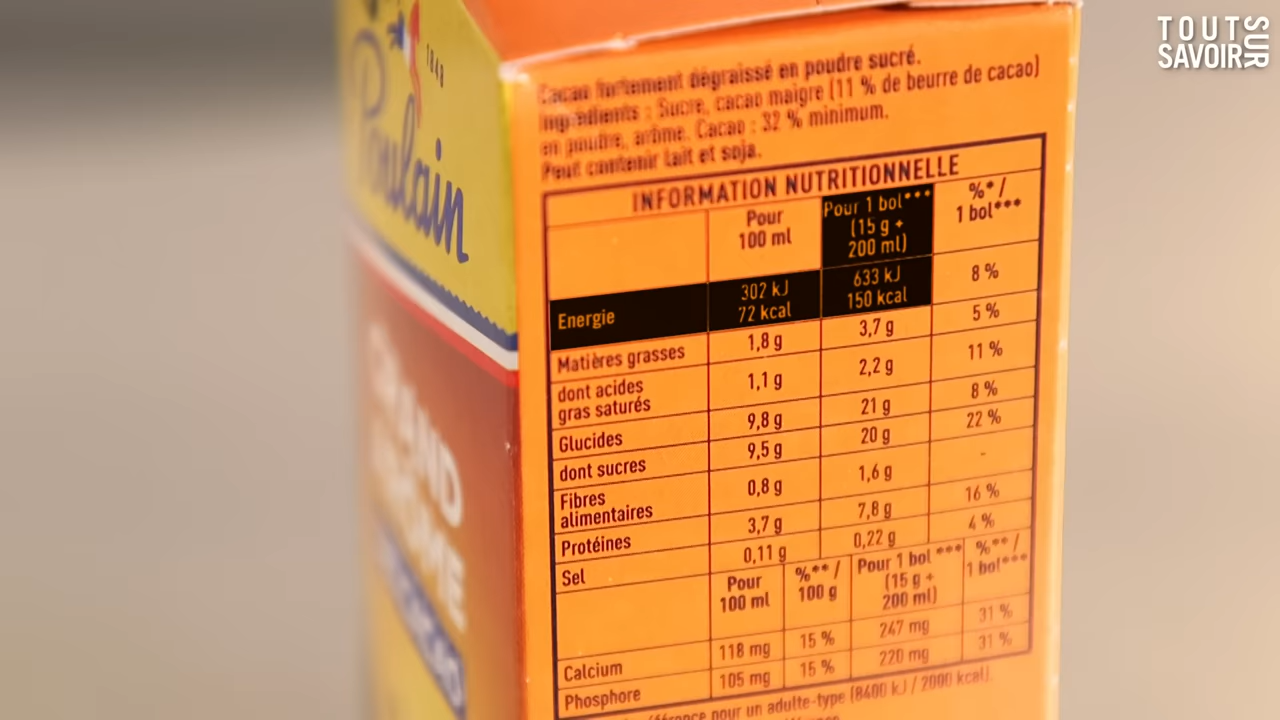 TOUT
SAVOIR
SUR
1848
Poulain
Cacao fortement dégraissé en poudre sucré.
Ingrédients : Sucre, cacao maigre (11 % de beurre de cacao)
en poudre, arôme. Cacao : 32 % minimum.
Peut contenir lait et soja.
INFORMATION NUTRITIONNELLE
Pour 100 ml
Pour 1 bol*** (15 g + 200 ml)
%* / 1 bol***
Energie 302 kJ 633 kJ 8 %
72 kcal 150 kcal
Matières grasses 1,8 g 3,7 g 5 %
dont acides gras saturés 1,1 g 2,2 g 11 %
Glucides 9,8 g 21 g 8 %
dont sucres 9,5 g 20 g 22 %
Fibres alimentaires 0,8 g 1,6 g -
Protéines 3,7 g 7,8 g 16 %
Sel 0,11 g 0,22 g 4 %
Pour 100 ml
%** / 100 g
Pour 1 bol *** (15 g + 200 ml)
%** / 1 bol***
Calcium 118 mg 15 % 247 mg 31 %
Phosphore 105 mg 15 % 220 mg 31 %
pour un adulte-type (8400 kJ / 2000 kcal).